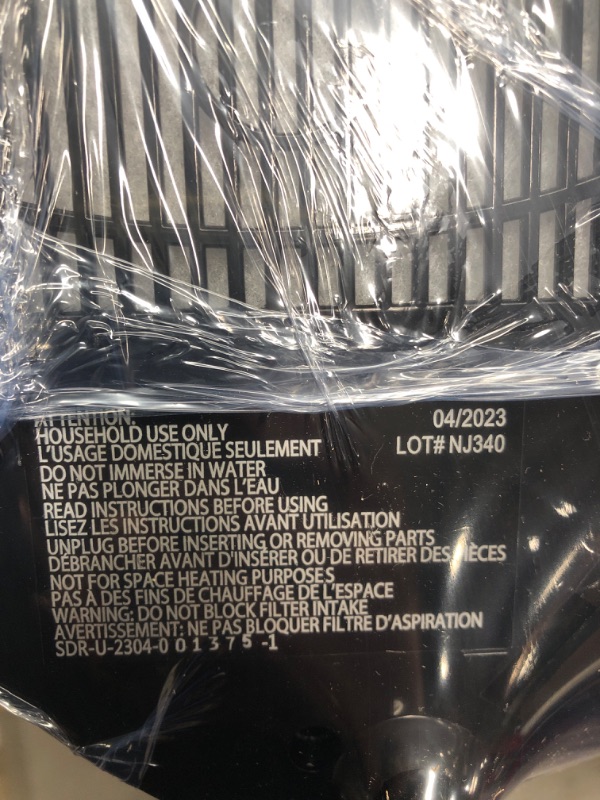 ATTENTION:
HOUSEHOLD USE ONLY
L'USAGE DOMESTIQUE SEULEMENT
DO NOT IMMERSE IN WATER
NE PAS PLONGER DANS L'EAU
READ INSTRUCTIONS BEFORE USING
LISEZ LES INSTRUCTIONS AVANT UTILISATION
UNPLUG BEFORE INSERTING OR REMOVING PARTS
DÉBRANCHER AVANT D'INSÉRER OU DE RETIRER DES PIÈCES
NOT FOR SPACE HEATING PURPOSES
PAS À DES FINS DE CHAUFFAGE DE L'ESPACE
WARNING: DO NOT BLOCK FILTER INTAKE
AVERTISSEMENT: NE PAS BLOQUER FILTRE D'ASPIRATION
SDR-U-2304-0 0 1 3 7 5 -1
04/2023
LOT# NJ340